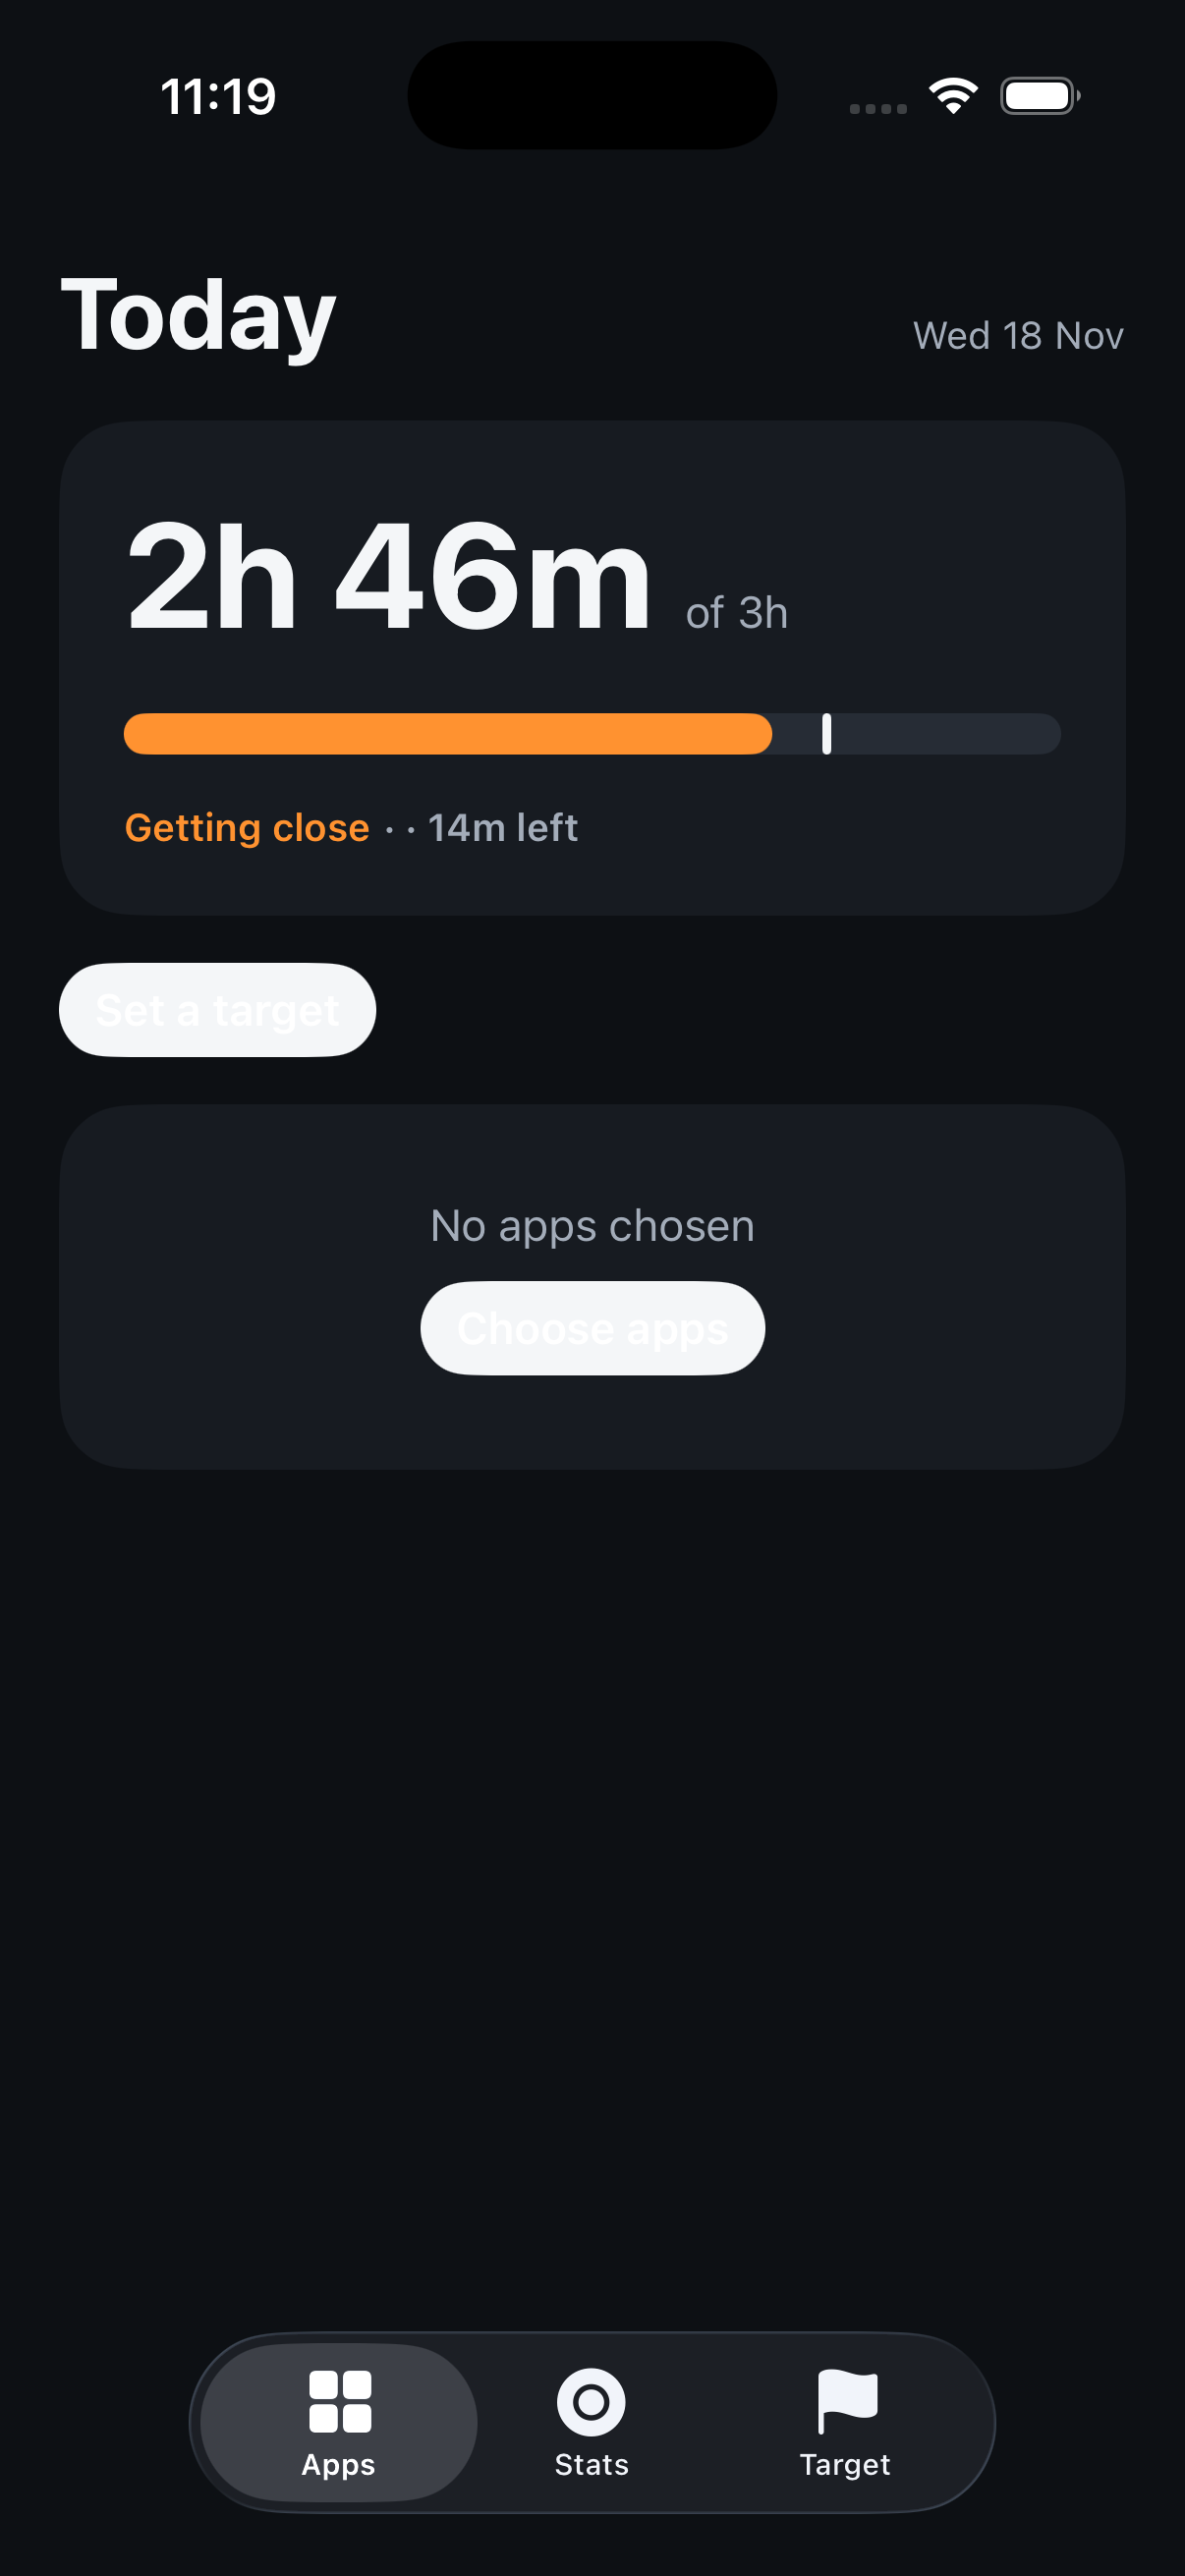 11:19
Today
Wed 18 Nov
2h 46m of 3h
Getting close · · 14m left
Set a target
No apps chosen
Choose apps
Apps
Stats
Target